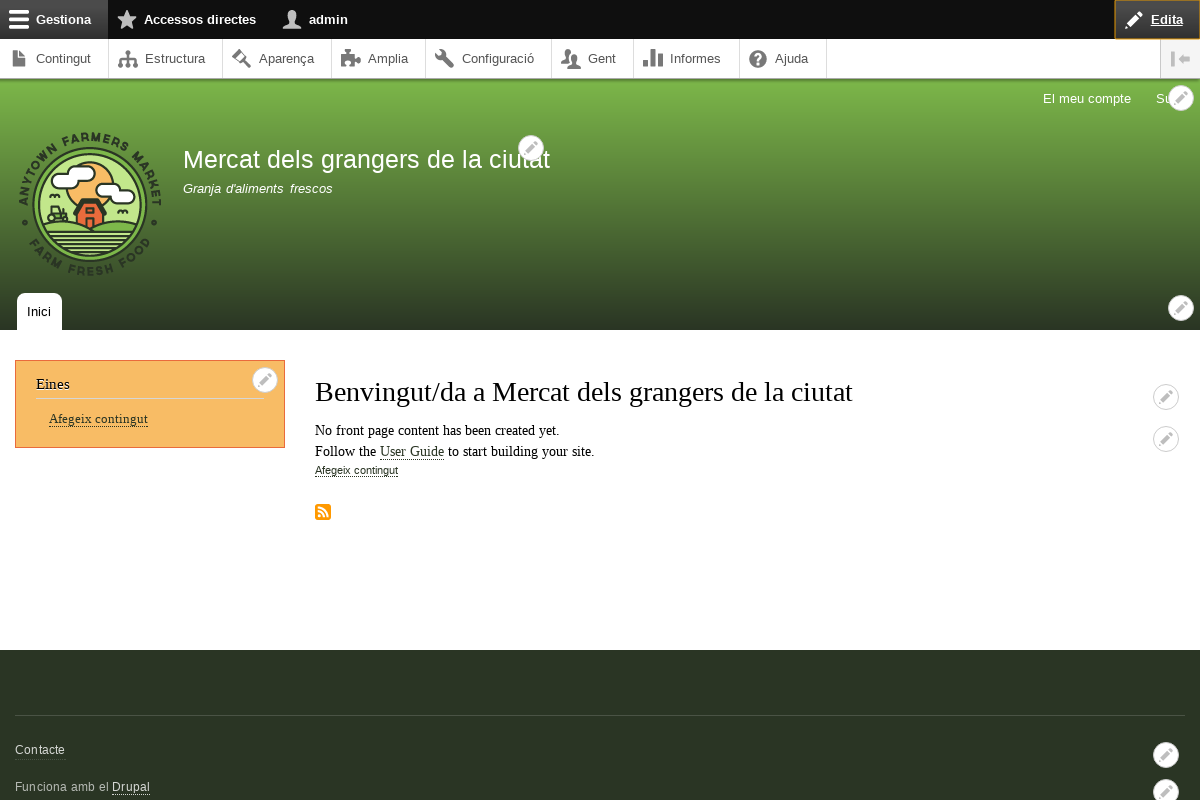 Gestiona
Accessos directes
admin
Edita
Contingut
Estructura
Aparença
Amplia
Configuració
Gent
Informes
Ajuda
El meu compte
ANYTOWN FARMERS MARKET
FARM FRESH FOOD
Mercat dels grangers de la ciutat
Granja d'aliments frescos
Inici
Eines
Afegeix contingut
Benvingut/da a Mercat dels grangers de la ciutat
No front page content has been created yet.
Follow the User Guide to start building your site.
Afegeix contingut
Contacte
Funciona amb el Drupal